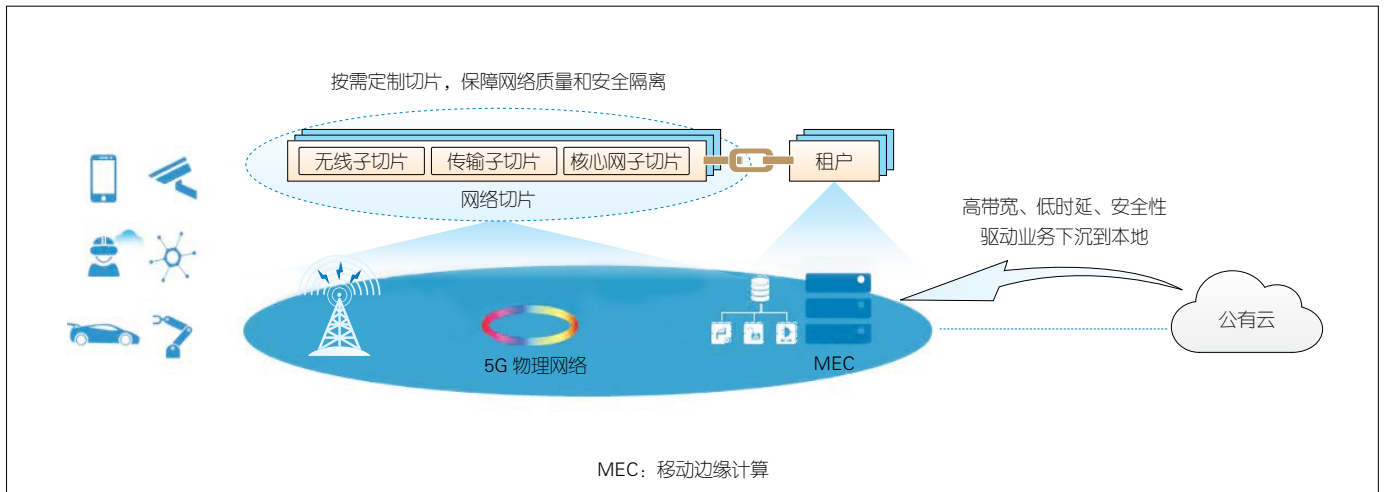 按需定制切片，保障网络质量和安全隔离
无线子切片
传输子切片
核心网子切片
租户
网络切片
高带宽、低时延、安全性
驱动业务下沉到本地
公有云
5G 物理网络
MEC
MEC：移动边缘计算